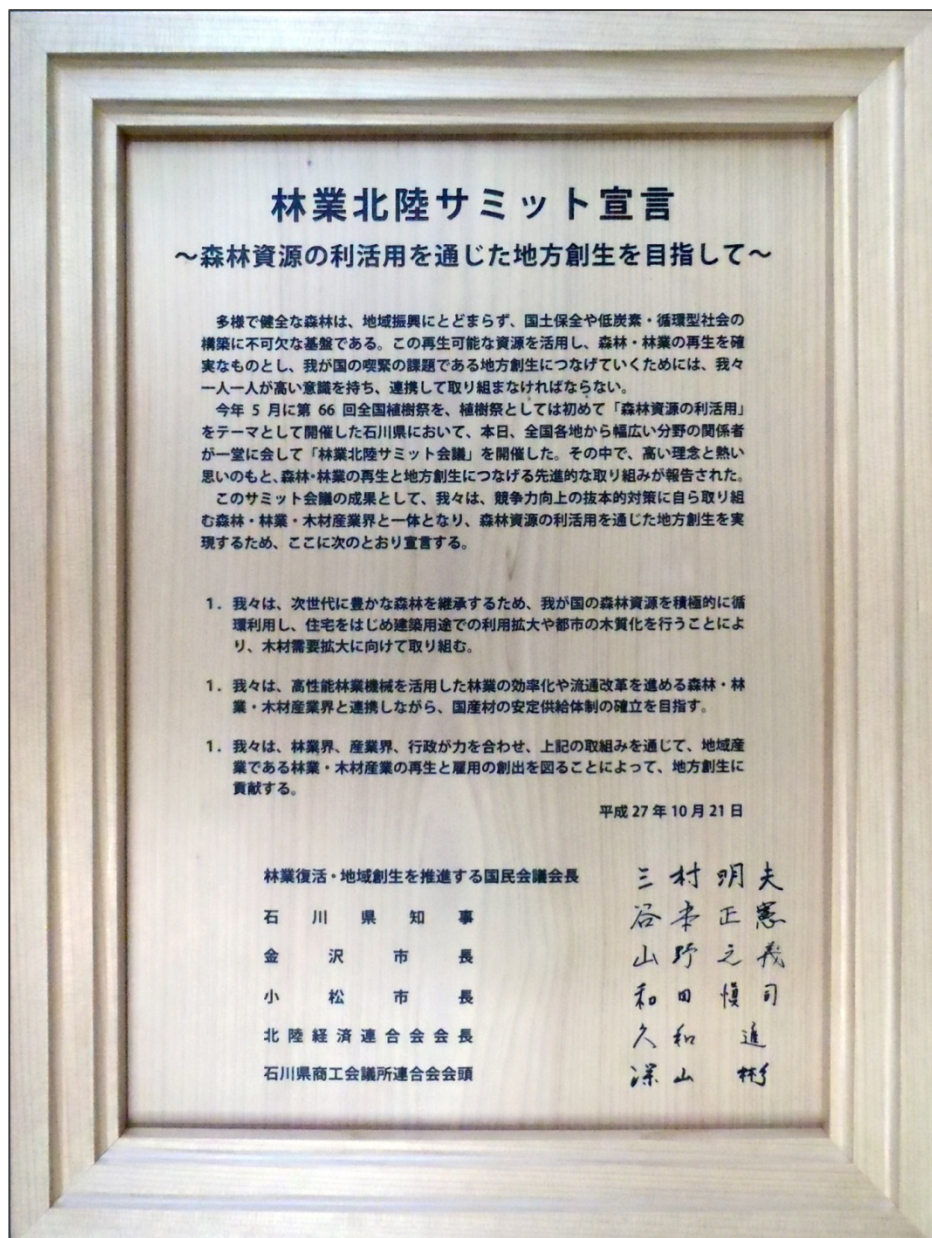 林業北陸サミット宣言
～森林資源の利活用を通じた地方創生を目指して～
多様で健全な森林は、地域振興にとどまらず、国土保全や低炭素・循環型社会の
構築に不可欠な基盤である。この再生可能な資源を活用し、森林・林業の再生を確
実なものとし、我が国の喫緊の課題である地方創生につなげていくためには、我々
一人一人が高い意識を持ち、連携して取り組まなければならない。
今年 5 月に第 66 回全国植樹祭を、植樹祭としては初めて「森林資源の利活用」
をテーマとして開催した石川県において、本日、全国各地から幅広い分野の関係者
が一堂に会して「林業北陸サミット会議」を開催した。その中で、高い理念と熱い
思いのもと、森林・林業の再生と地方創生につなげる先進的な取り組みが報告された。
このサミット会議の成果として、我々は、競争力向上の抜本的対策に自ら取り組
む森林・林業・木材産業界と一体となり、森林資源の利活用を通じた地方創生を実
現するため、ここに次のとおり宣言する。
1. 我々は、次世代に豊かな森林を継承するため、我が国の森林資源を積極的に循
環利用し、住宅をはじめ建築用途での利用拡大や都市の木質化を行うことによ
り、木材需要拡大に向けて取り組む。
1. 我々は、高性能林業機械を活用した林業の効率化や流通改革を進める森林・林
業・木材産業界と連携しながら、国産材の安定供給体制の確立を目指す。
1. 我々は、林業界、産業界、行政が力を合わせ、上記の取組みを通じて、地域産
業である林業・木材産業の再生と雇用の創出を図ることによって、地方創生に
貢献する。
平成 27 年 10 月 21 日
林業復活・地域創生を推進する国民会議会長 三村明夫
石川県知事 谷本正憲
金沢市長 山野之義
小松市長 和田慎司
北陸経済連合会会長 久和進
石川県商工会議所連合会会頭 深山彬